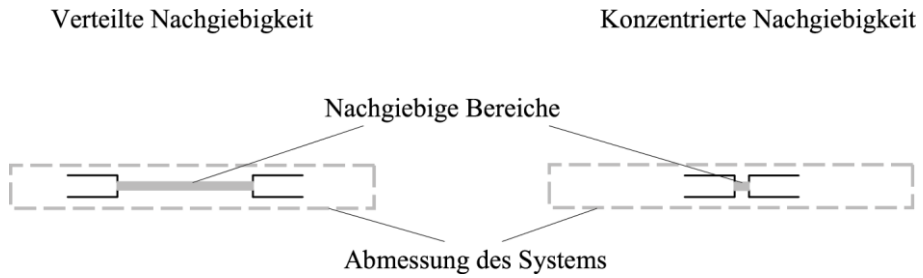 Verteilte Nachgiebigkeit
Konzentrierte Nachgiebigkeit
Nachgiebige Bereiche
Abmessung des Systems